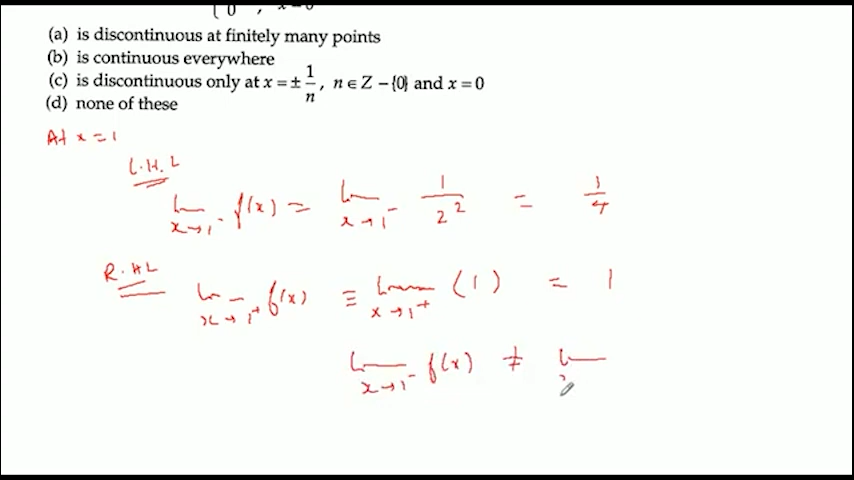 { 0 , x = 0
(a) is discontinuous at finitely many points
(b) is continuous everywhere
(c) is discontinuous only at x = ± 1/n , n ∈ Z – {0} and x = 0
(d) none of these
At x = 1
L.H.L
lim x→1⁻ f(x) = lim x→1⁻ 1/2² = 1/4
R.H.L
lim x→1⁺ f(x) = lim x→1⁺ (1) = 1
lim x→1⁻ f(x) ≠ lim